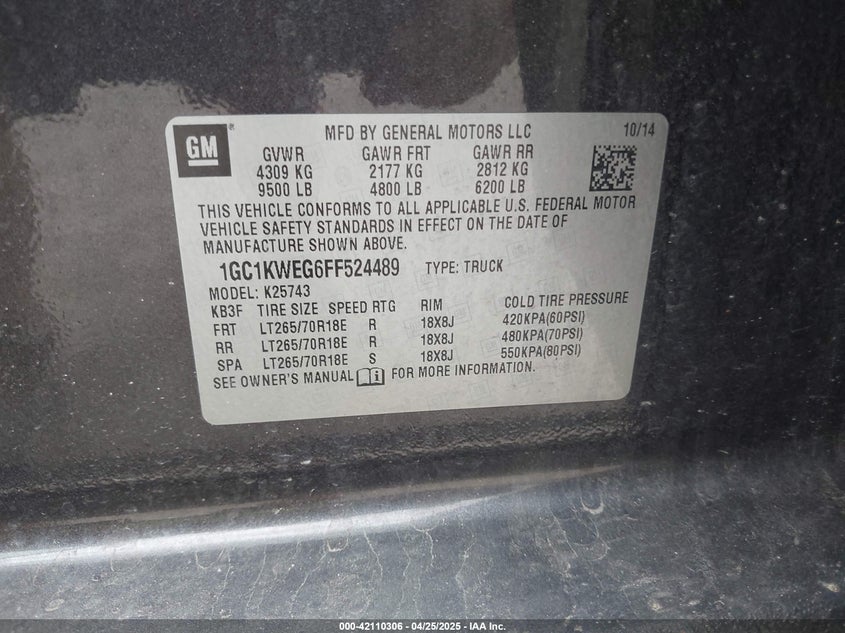 GM ®
MFD BY GENERAL MOTORS LLC 10/14
GVWR GAWR FRT GAWR RR
4309 KG 2177 KG 2812 KG
9500 LB 4800 LB 6200 LB
THIS VEHICLE CONFORMS TO ALL APPLICABLE U.S. FEDERAL MOTOR
VEHICLE SAFETY STANDARDS IN EFFECT ON THE DATE OF
MANUFACTURE SHOWN ABOVE.
1GC1KWEG6FF524489 TYPE: TRUCK
MODEL: K25743
KB3F TIRE SIZE SPEED RTG RIM COLD TIRE PRESSURE
FRT LT265/70R18E R 18X8J 420KPA(60PSI)
RR LT265/70R18E R 18X8J 480KPA(70PSI)
SPA LT265/70R18E S 18X8J 550KPA(80PSI)
SEE OWNER'S MANUAL FOR MORE INFORMATION.
000-42110306 - 04/25/2025 - IAA Inc.